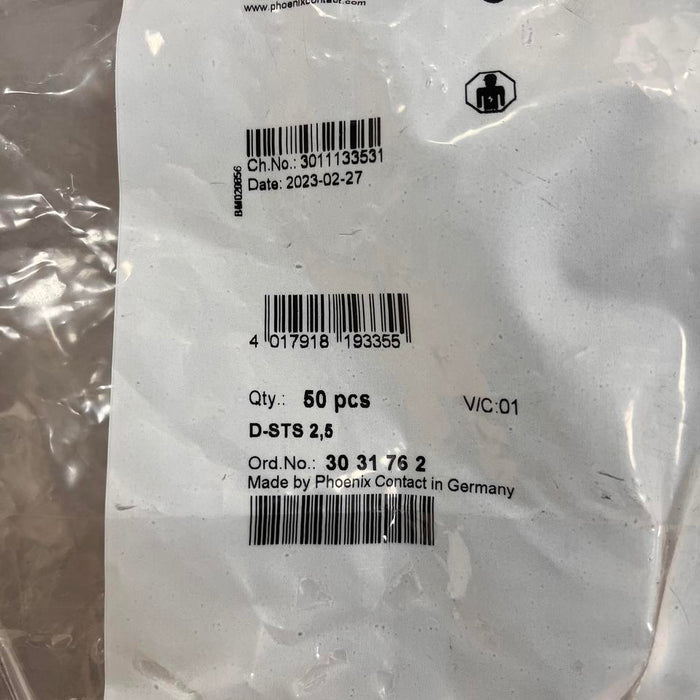 www.phoenixcontact.com
Ch.No.: 3011133531
Date: 2023-02-27
BM020856
4 017918 193355
Qty.: 50 pcs
V/C:01
D-STS 2,5
Ord.No.: 30 31 76 2
Made by Phoenix Contact in Germany